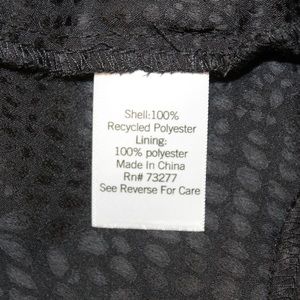 Shell:100%
Recycled Polyester
Lining:
100% polyester
Made In China
Rn# 73277
See Reverse For Care